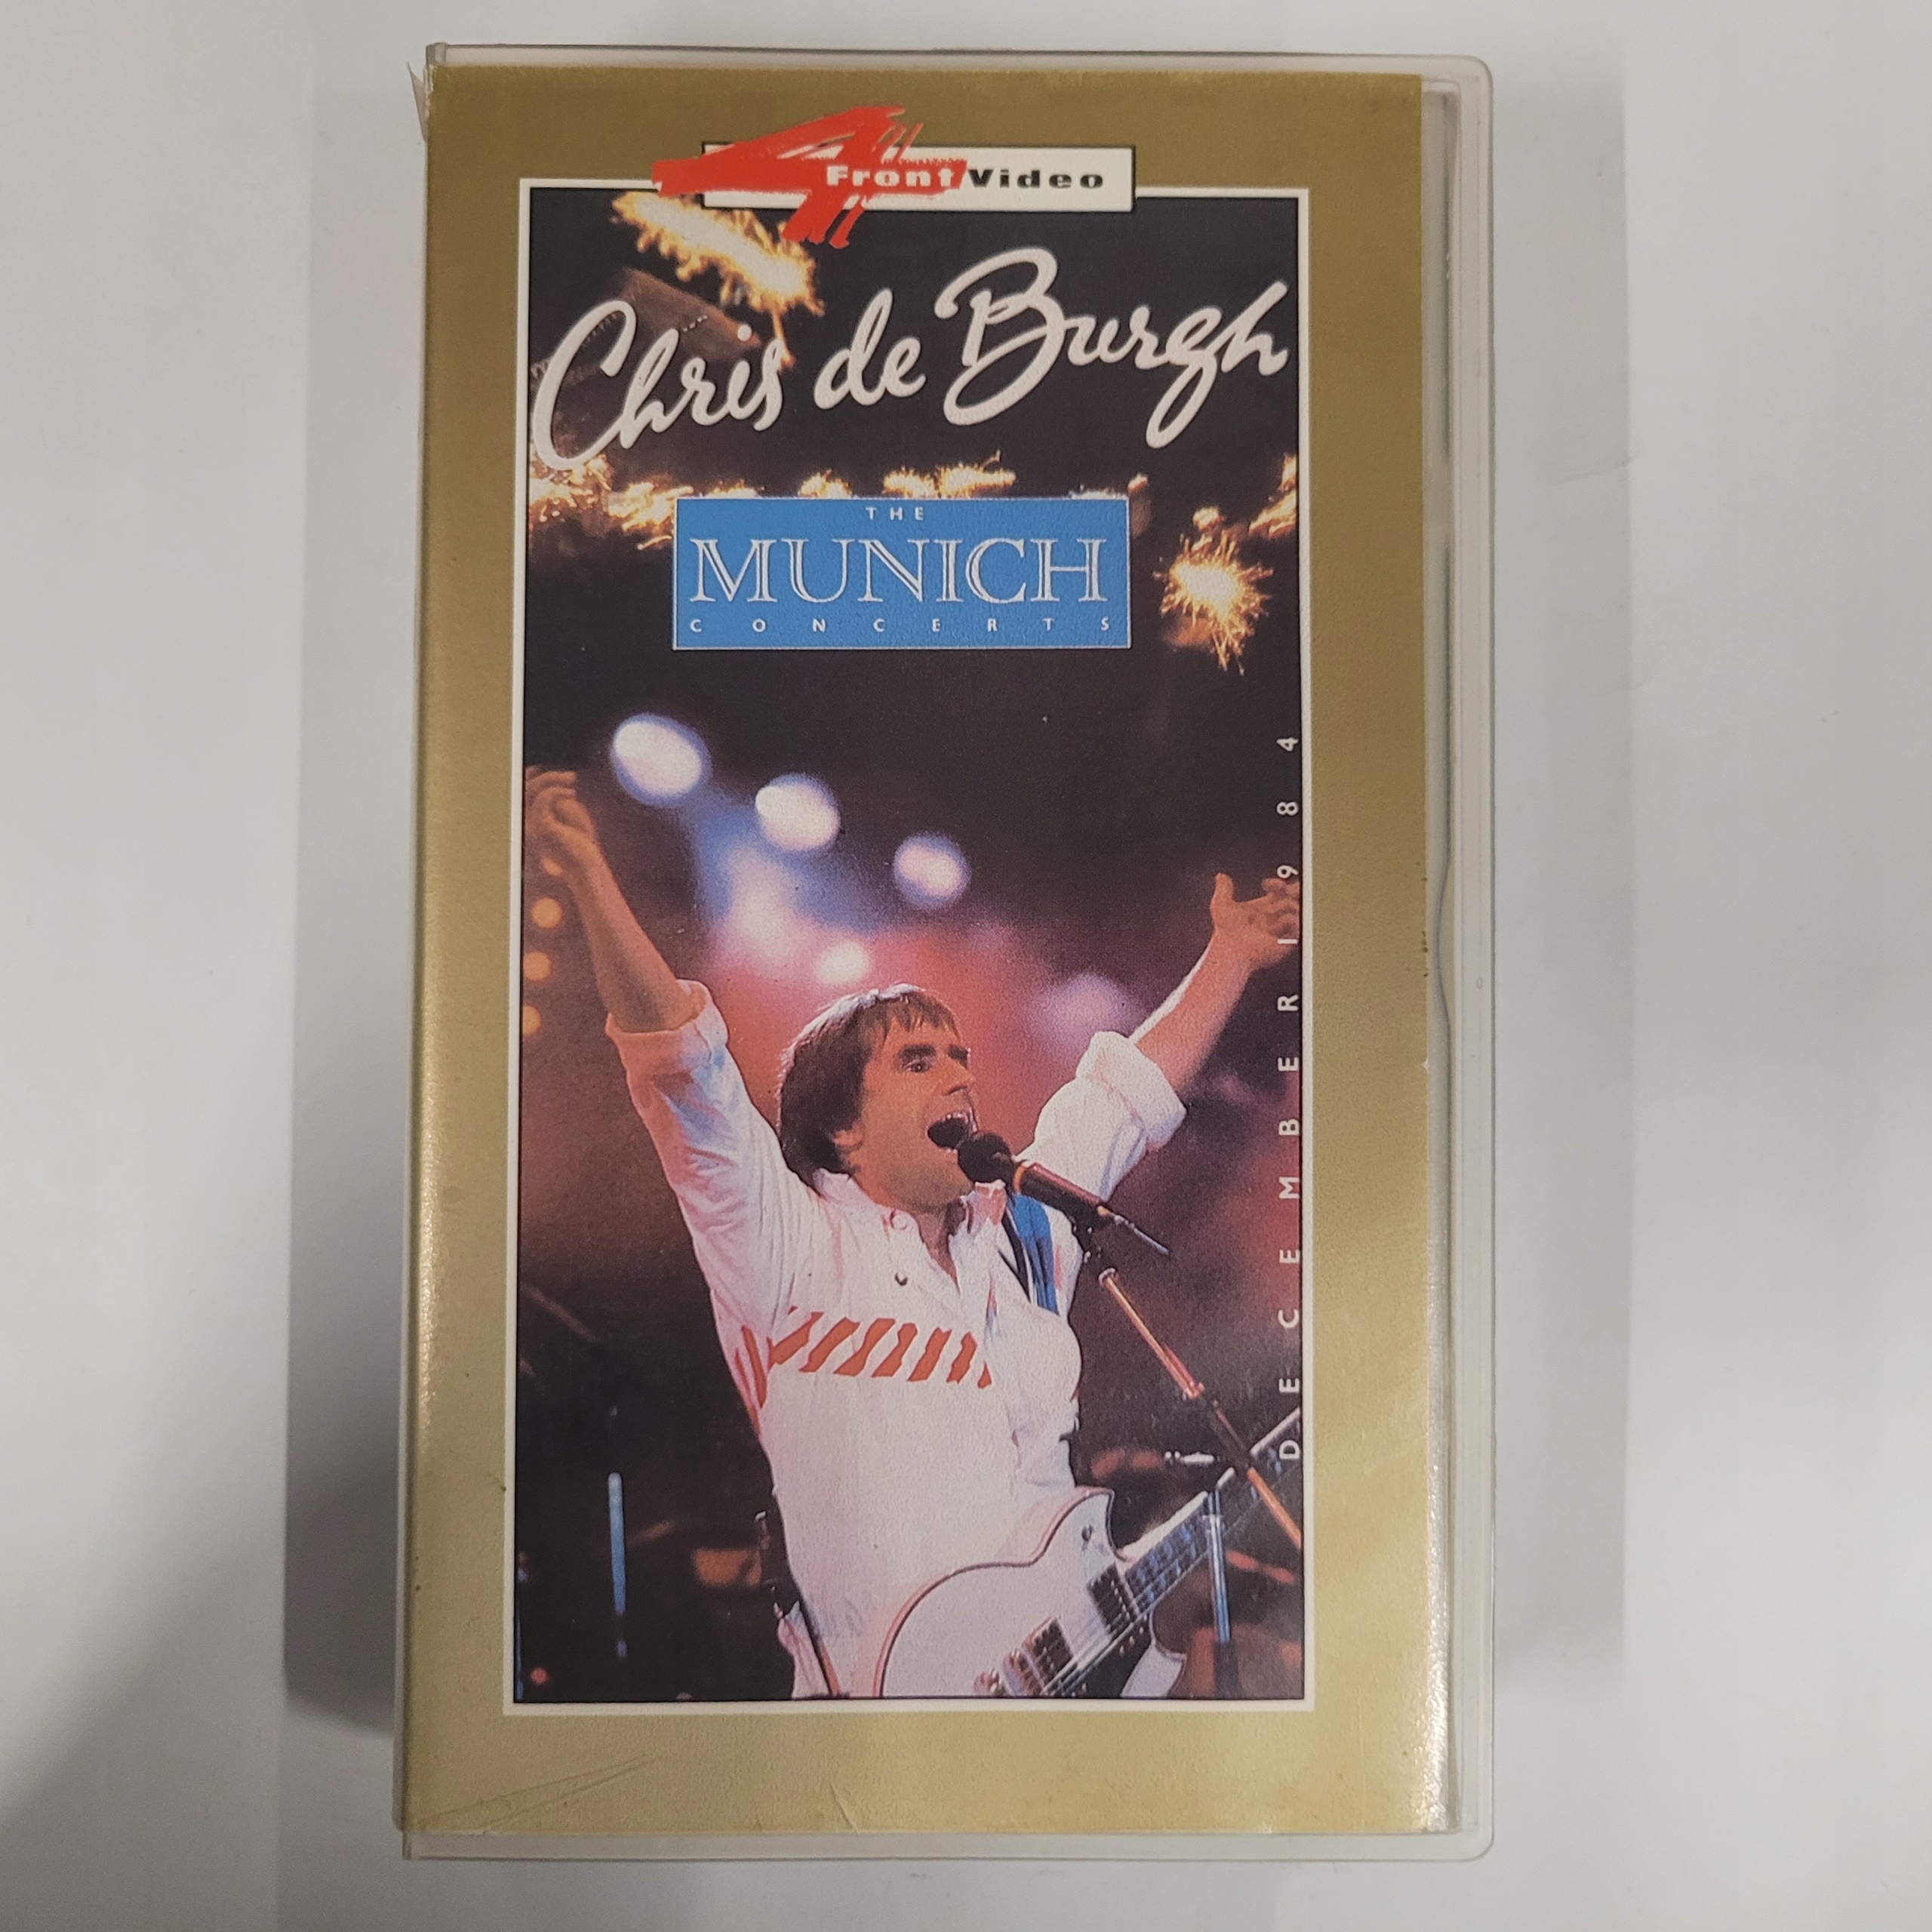 4 Front Video
Chris de Burgh
THE
MUNICH
CONCERTS
DECEMBER 1984